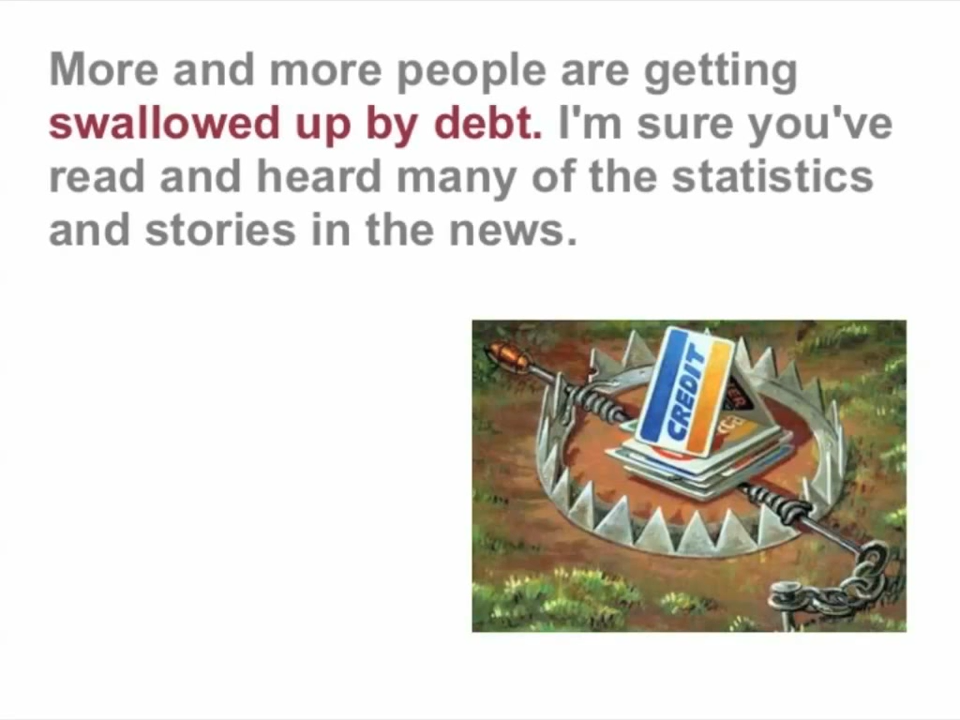 More and more people are getting
swallowed up by debt. I'm sure you've
read and heard many of the statistics
and stories in the news.
CREDIT